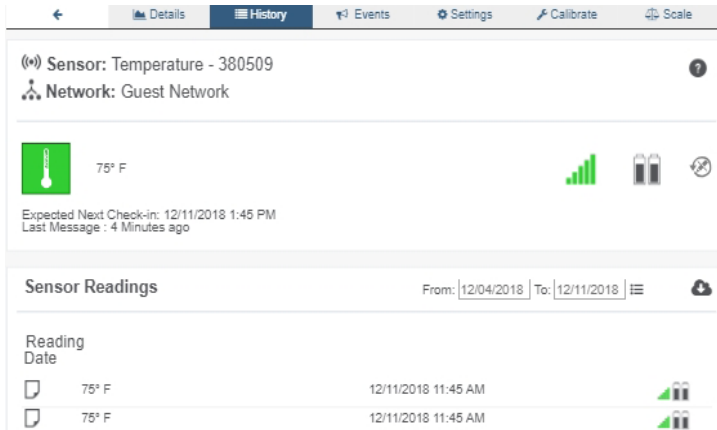 Details History Events Settings Calibrate Scale
Sensor: Temperature - 380509
Network: Guest Network
75° F
Expected Next Check-in: 12/11/2018 1:45 PM
Last Message : 4 Minutes ago
Sensor Readings From: 12/04/2018 To: 12/11/2018
Reading
Date
75° F 12/11/2018 11:45 AM
75° F 12/11/2018 11:45 AM